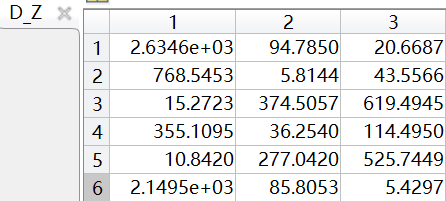 D_Z
1 2 3
1 2.6346e+03 94.7850 20.6687
2 768.5453 5.8144 43.5566
3 15.2723 374.5057 619.4945
4 355.1095 36.2540 114.4950
5 10.8420 277.0420 525.7449
6 2.1495e+03 85.8053 5.4297